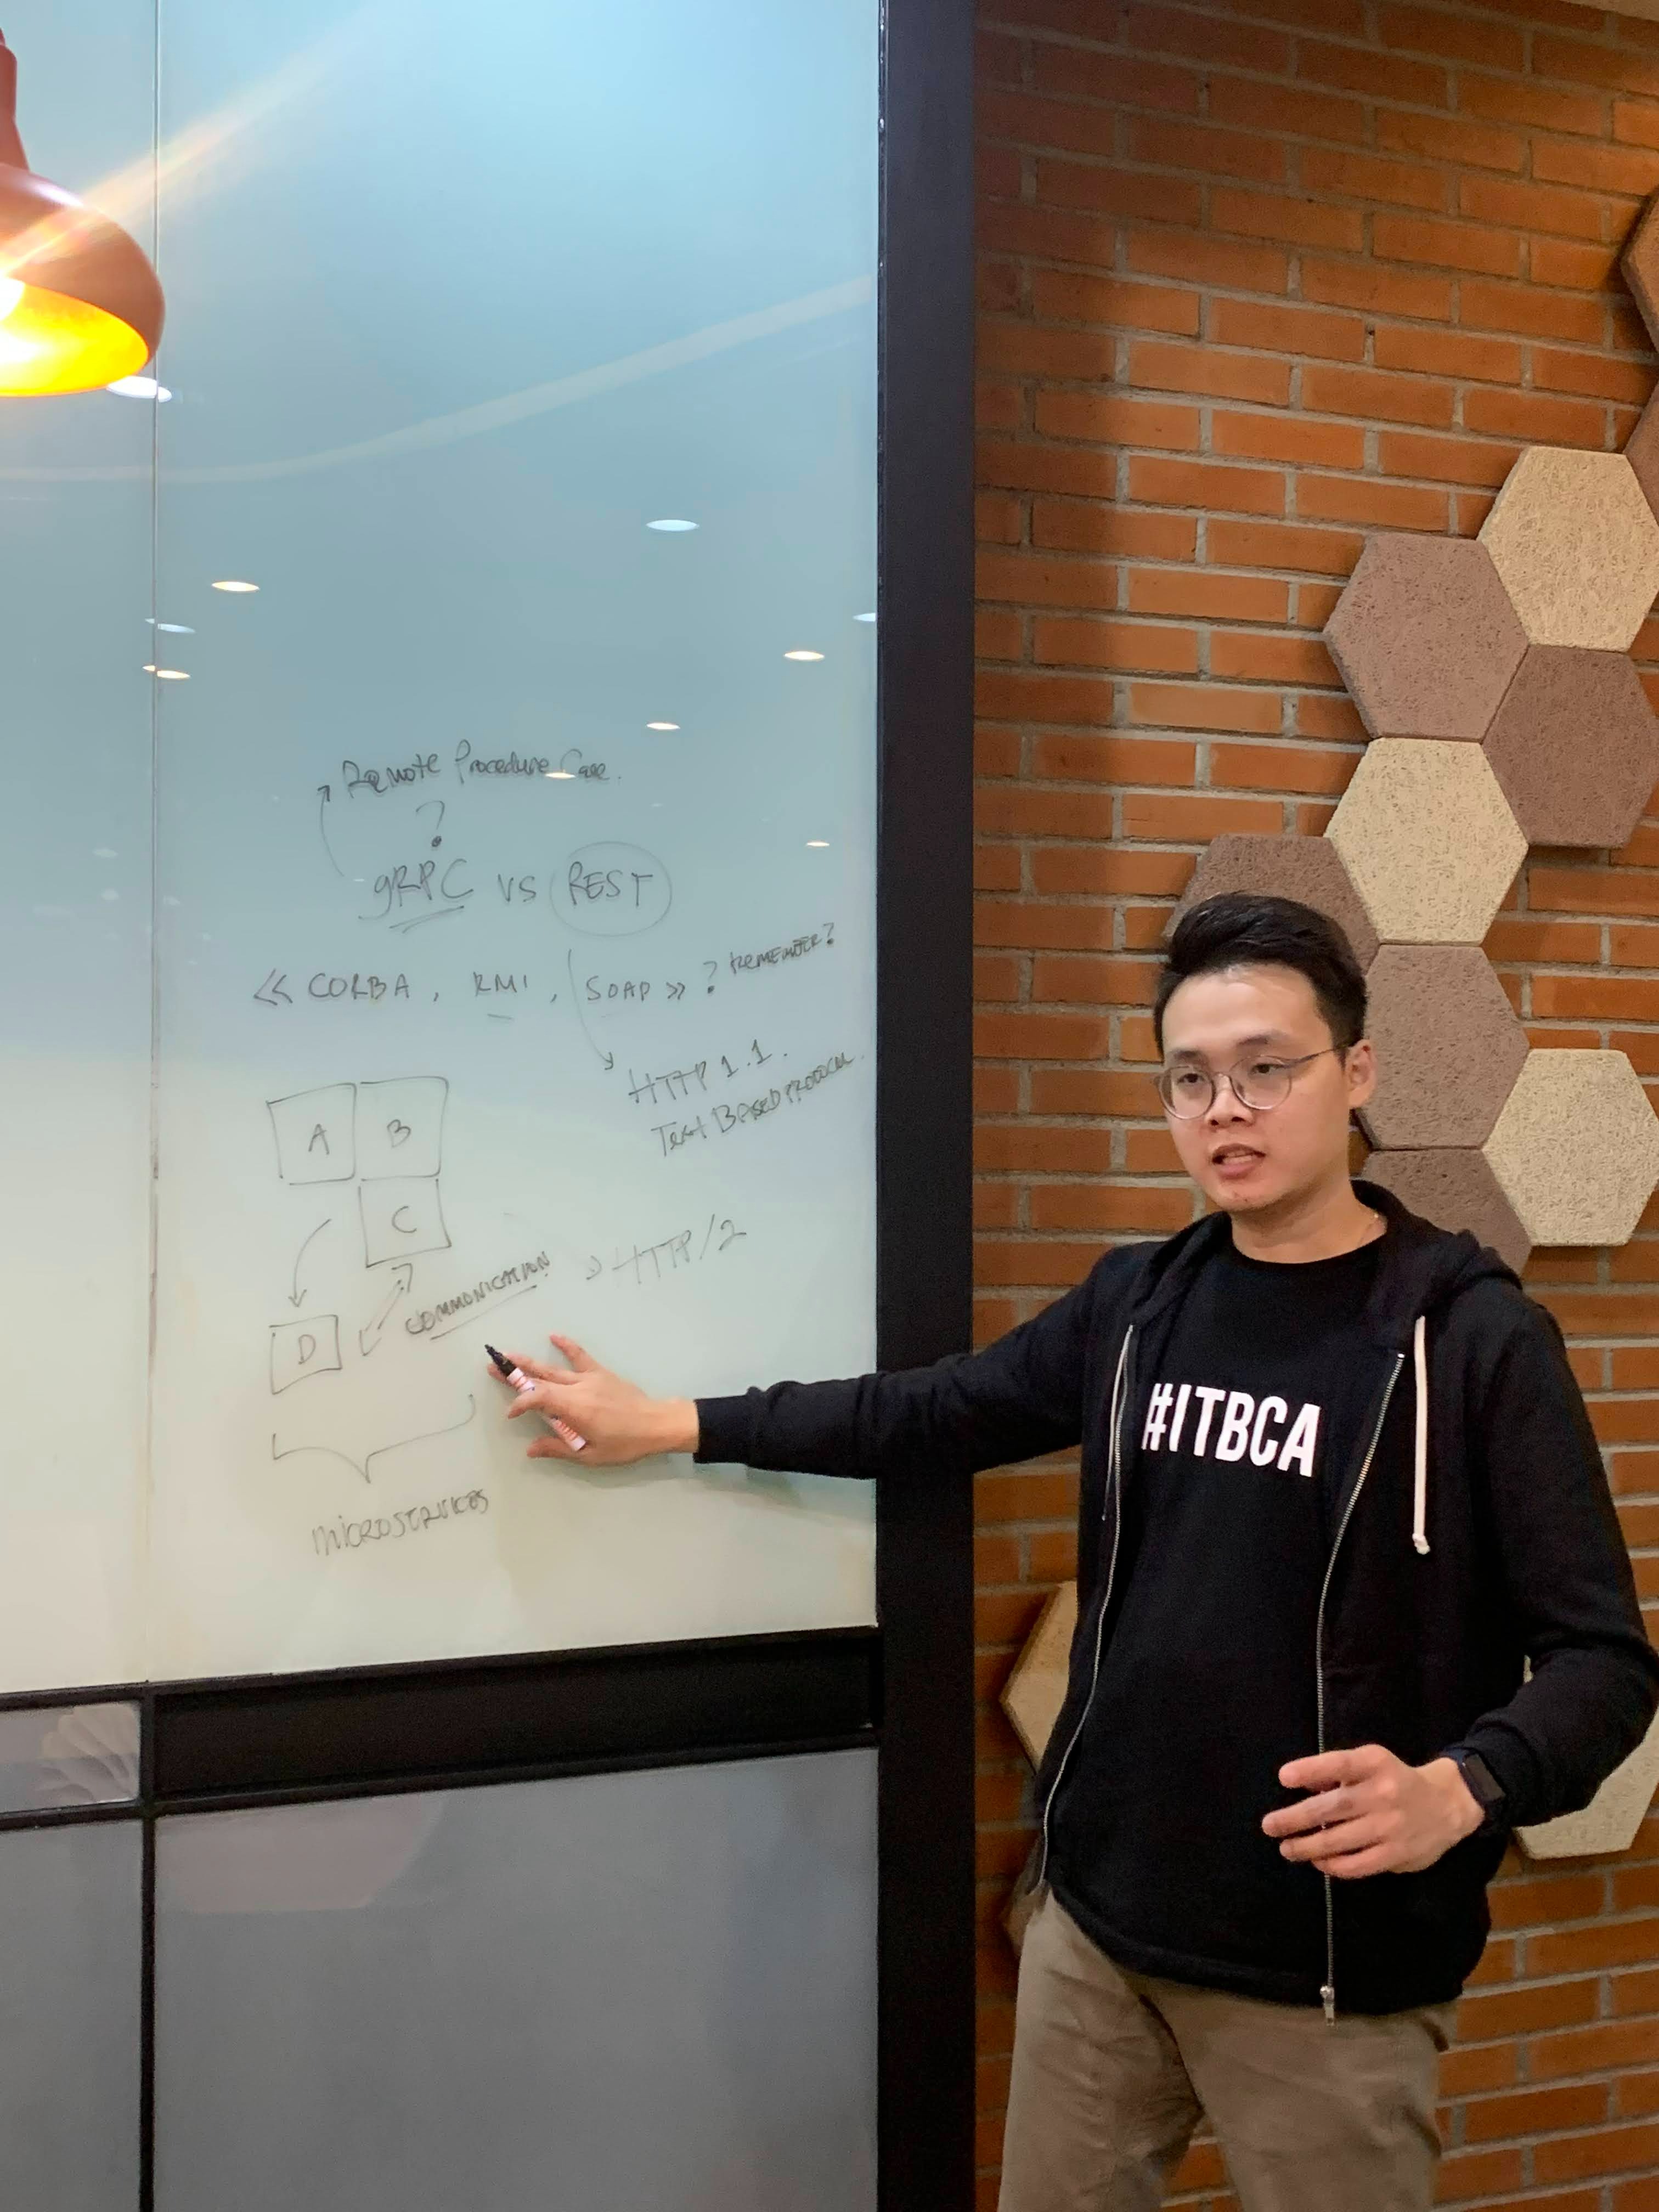 Remote Procedure Case.
?
gRPC vs REST
<< CORBA, RMI, SOAP >> ? REMEMBER?
HTTP 1.1.
Text Based Protocol
A B
C
COMMUNICATION
HTTP/2
D
MICROSERVICES
#ITBCA